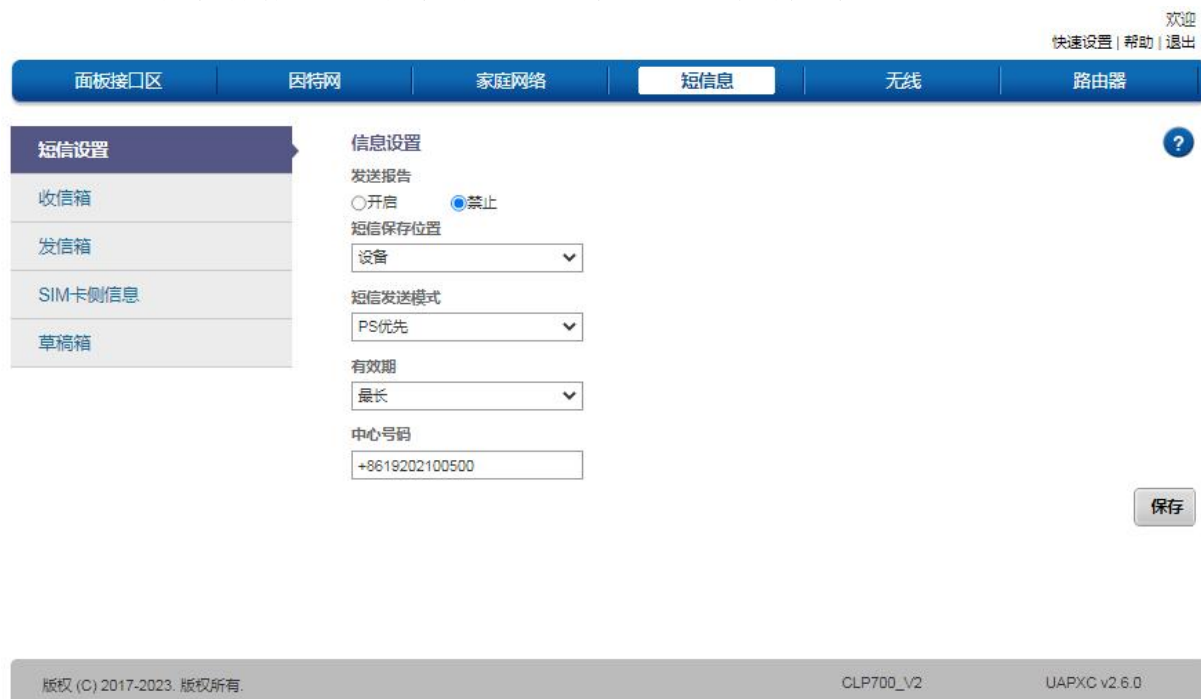 欢迎
快速设置 | 帮助 | 退出
面板接口区 因特网 家庭网络 短信息 无线 路由器
短信设置
收信箱
发信箱
SIM卡侧信息
草稿箱
信息设置
?
发送报告
开启 禁止
短信保存位置
设备
短信发送模式
PS优先
有效期
最长
中心号码
+8619202100500
保存
版权 (C) 2017-2023. 版权所有. CLP700_V2 UAPXC v2.6.0